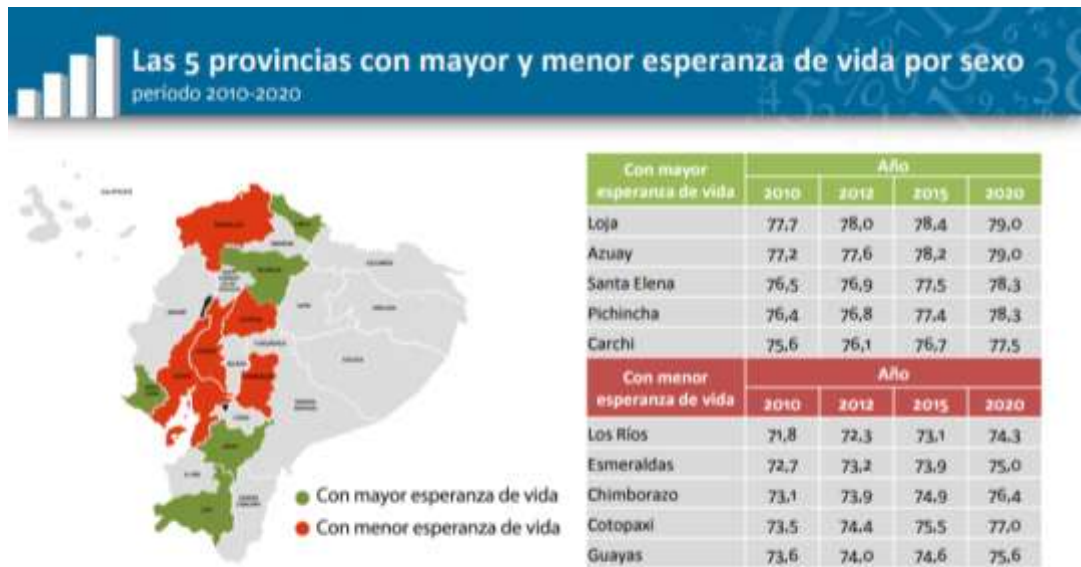 Las 5 provincias con mayor y menor esperanza de vida por sexo
período 2010-2020
Con mayor esperanza de vida
Con menor esperanza de vida
Con mayor
esperanza de vida
Año
2010 2012 2015 2020
Loja 77,7 78,0 78,4 79,0
Azuay 77,2 77,6 78,2 79,0
Santa Elena 76,5 76,9 77,5 78,3
Pichincha 76,4 76,8 77,4 78,3
Carchi 75,6 76,1 76,7 77,5
Con menor
esperanza de vida
Año
2010 2012 2015 2020
Los Ríos 71,8 72,3 73,1 74,3
Esmeraldas 72,7 73,2 73,9 75,0
Chimborazo 73,1 73,9 74,9 76,4
Cotopaxi 73,5 74,4 75,5 77,0
Guayas 73,6 74,0 74,6 75,6